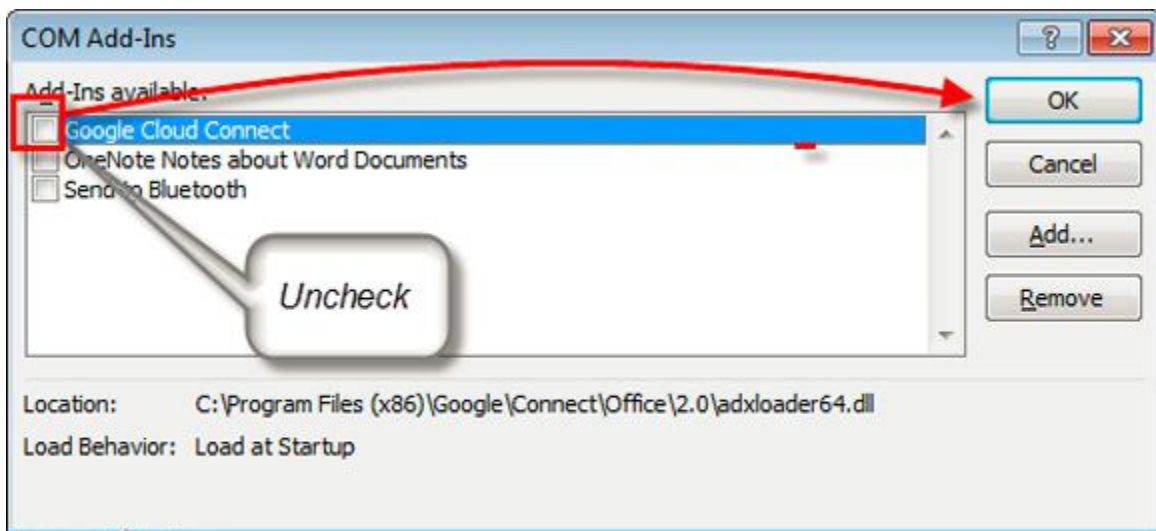 COM Add-Ins
Add-Ins available:
OK
Google Cloud Connect
OneNote Notes about Word Documents
Cancel
Send to Bluetooth
Add...
Uncheck
Remove
Location: C:\Program Files (x86)\Google\Connect\Office\2.0\adxloader64.dll
Load Behavior: Load at Startup